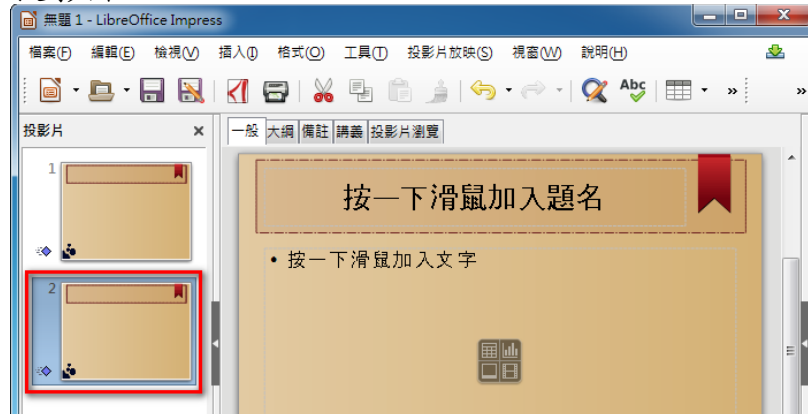 無題 1 - LibreOffice Impress
檔案(F) 編輯(E) 檢視(V) 插入(I) 格式(O) 工具(T) 投影片放映(S) 視窗(W) 說明(H)
Abc
投影片
一般 大綱 備註 講義 投影片瀏覽
1
按一下滑鼠加入題名
• 按一下滑鼠加入文字
2